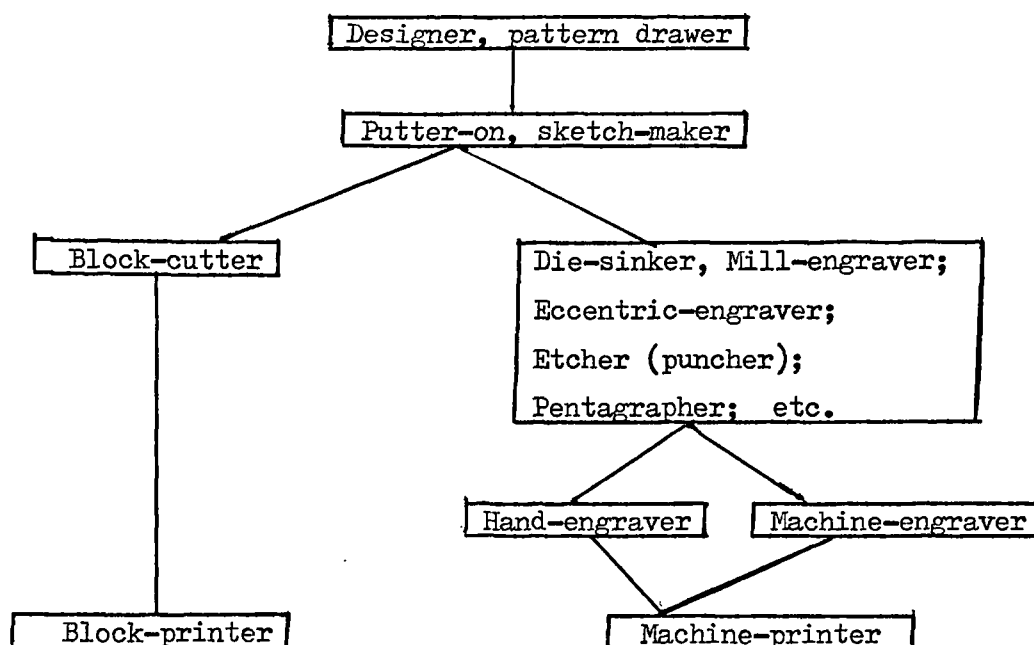 Designer, pattern drawer
Putter-on, sketch-maker
Block-cutter
Die-sinker, Mill-engraver;
Eccentric-engraver;
Etcher (puncher);
Pentagrapher; etc.
Hand-engraver
Machine-engraver
Block-printer
Machine-printer